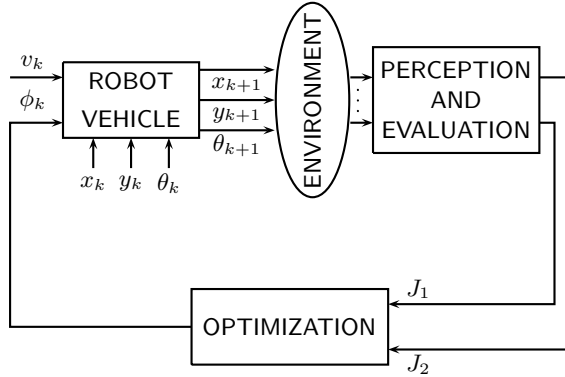 v_k
ϕ_k
ROBOT
VEHICLE
x_k y_k θ_k
x_{k+1}
y_{k+1}
θ_{k+1}
ENVIRONMENT
PERCEPTION
AND
EVALUATION
J_1
OPTIMIZATION
J_2